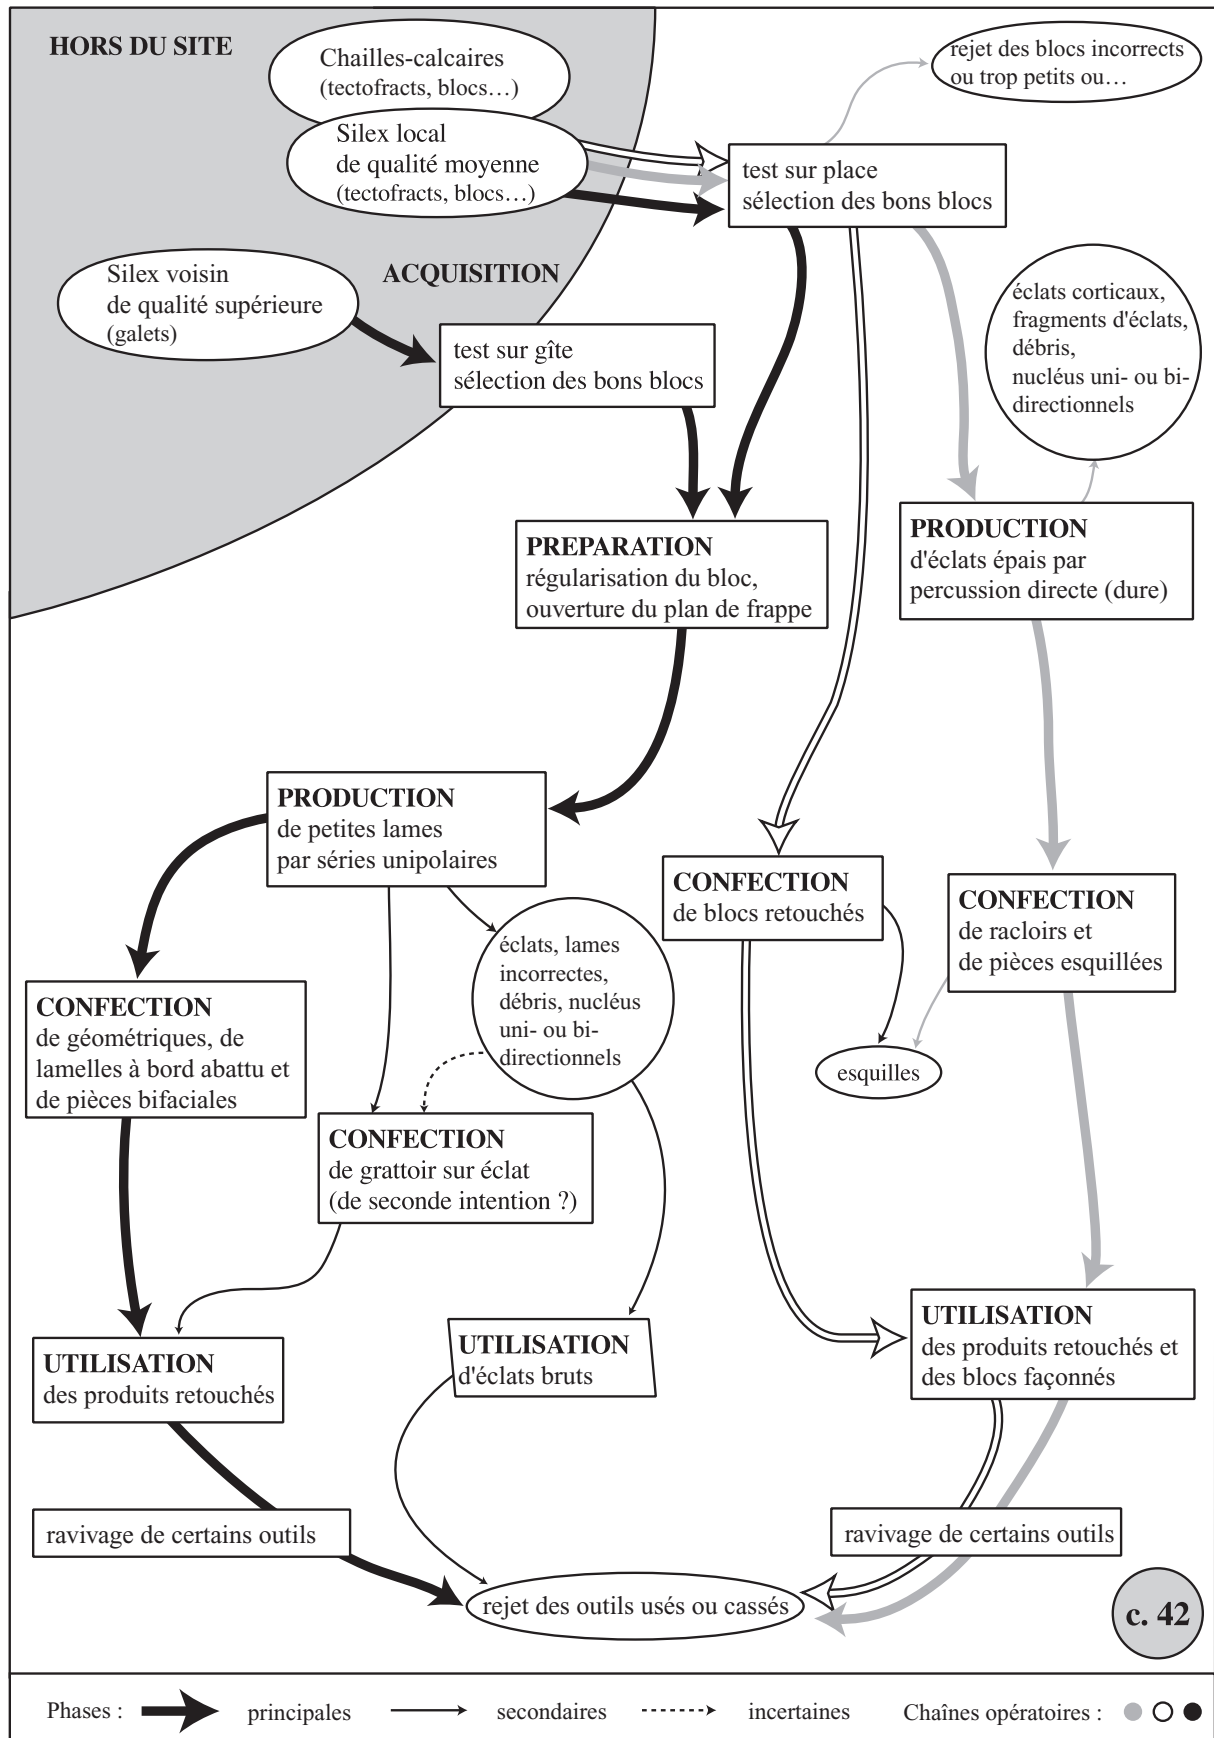 HORS DU SITE
Chailles-calcaires
(tectofracts, blocs…)
Silex local
de qualité moyenne
(tectofracts, blocs…)
rejet des blocs incorrects
ou trop petits ou…
test sur place
sélection des bons blocs
ACQUISITION
Silex voisin
de qualité supérieure
(galets)
test sur gîte
sélection des bons blocs
éclats corticaux,
fragments d'éclats,
débris,
nucléus uni- ou bi-
directionnels
PREPARATION
régularisation du bloc,
ouverture du plan de frappe
PRODUCTION
d'éclats épais par
percussion directe (dure)
PRODUCTION
de petites lames
par séries unipolaires
CONFECTION
de blocs retouchés
CONFECTION
de racloirs et
de pièces esquillées
éclats, lames
incorrectes,
débris, nucléus
uni- ou bi-
directionnels
CONFECTION
de géométriques, de
lamelles à bord abattu et
de pièces bifaciales
esquilles
CONFECTION
de grattoir sur éclat
(de seconde intention ?)
UTILISATION
des produits retouchés
UTILISATION
d'éclats bruts
UTILISATION
des produits retouchés et
des blocs façonnés
ravivage de certains outils
ravivage de certains outils
rejet des outils usés ou cassés
c. 42
Phases : principales secondaires incertaines Chaînes opératoires :